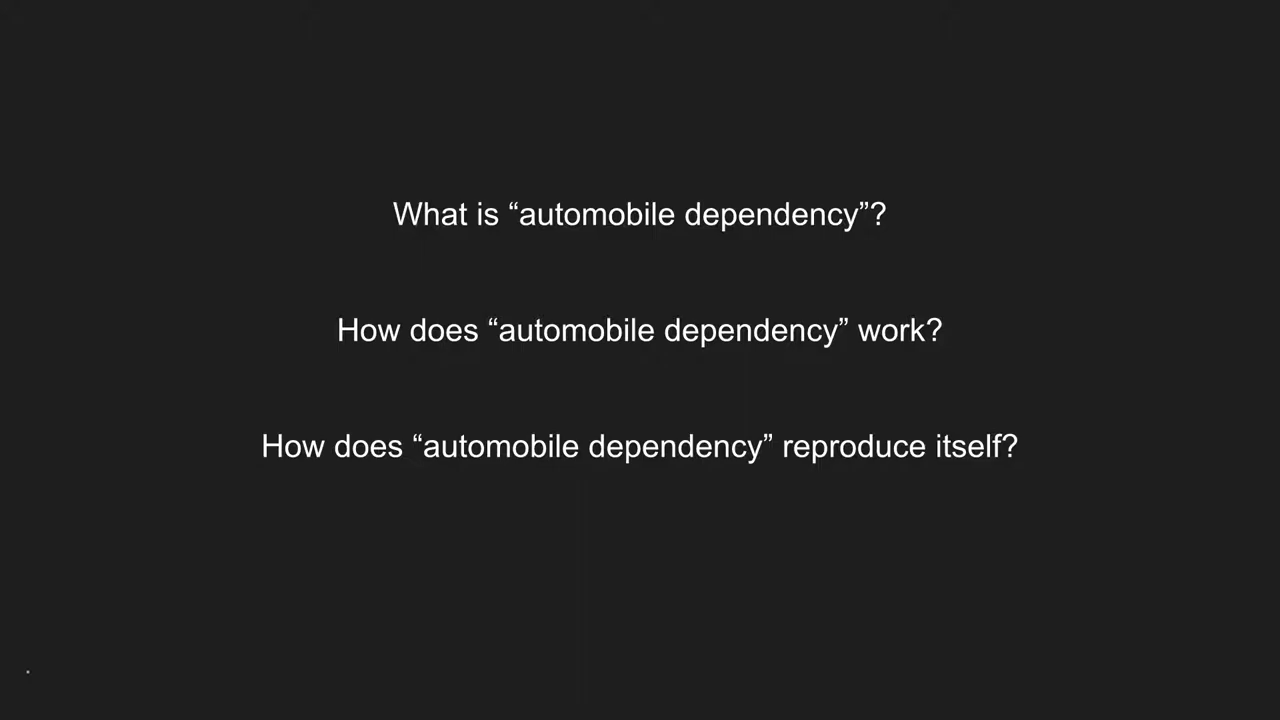 What is “automobile dependency”?
How does “automobile dependency” work?
How does “automobile dependency” reproduce itself?